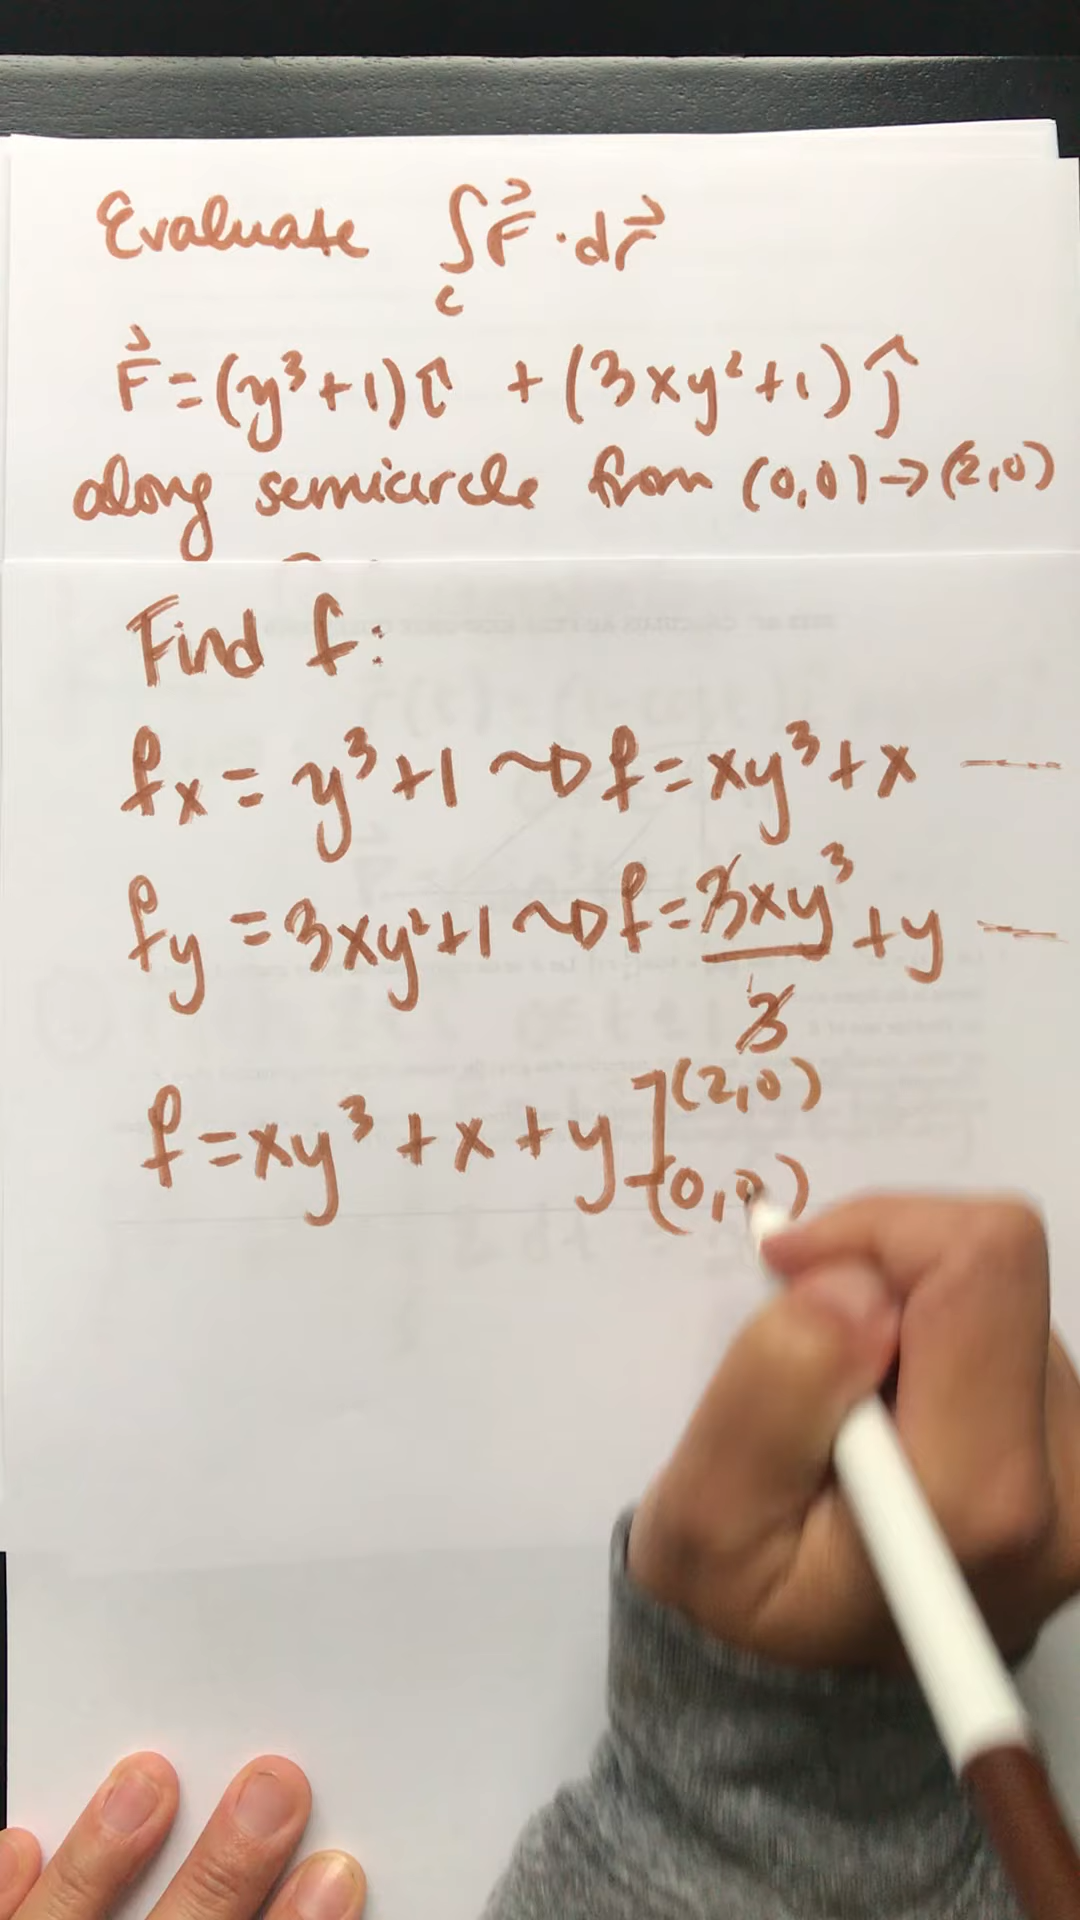 Evaluate ∫_C F⃗ · dr⃗
F⃗ = (y³+1)î + (3xy²+1)ĵ
along semicircle from (0,0)→(2,0)
Find f:
fx = y³+1 ~> f = xy³+x
fy = 3xy²+1 ~> f = 3xy³/3 + y
f = xy³+x+y ](2,0)
(0,0)